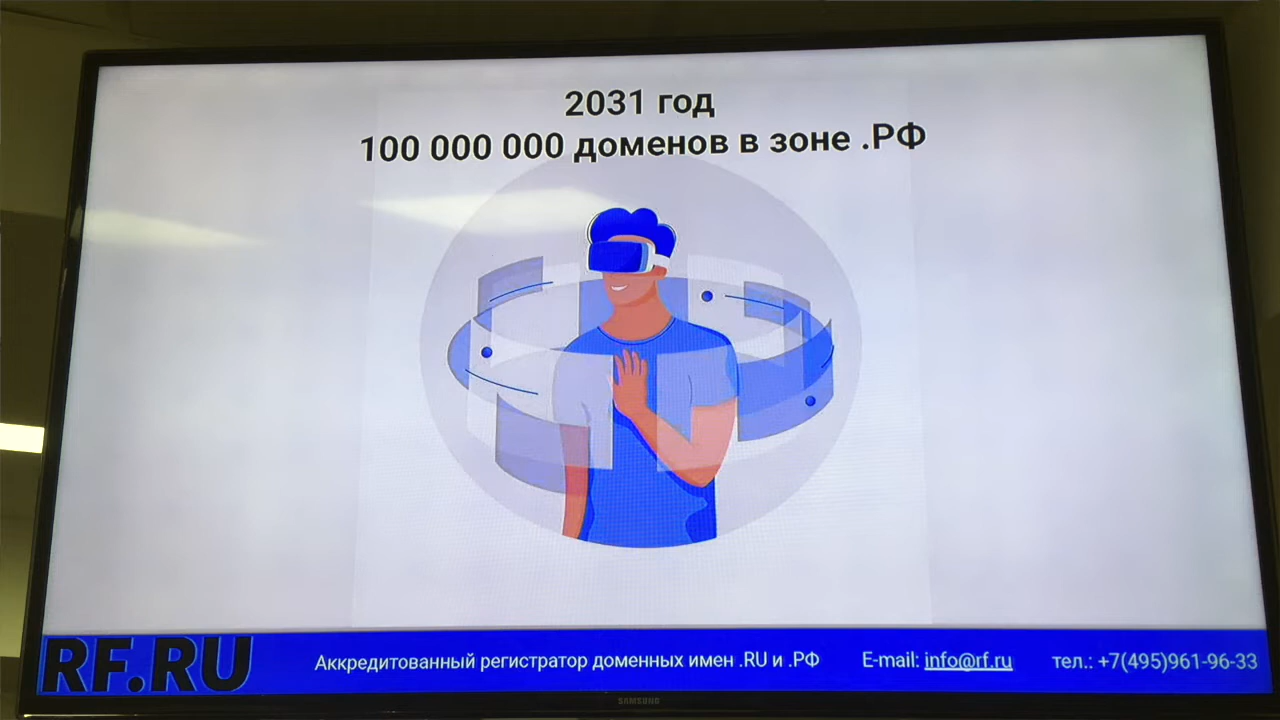 2031 год
100 000 000 доменов в зоне .РФ
RF.RU
Аккредитованный регистратор доменных имен .RU и .РФ
E-mail: info@rf.ru
тел.: +7(495)961-96-33
SAMSUNG